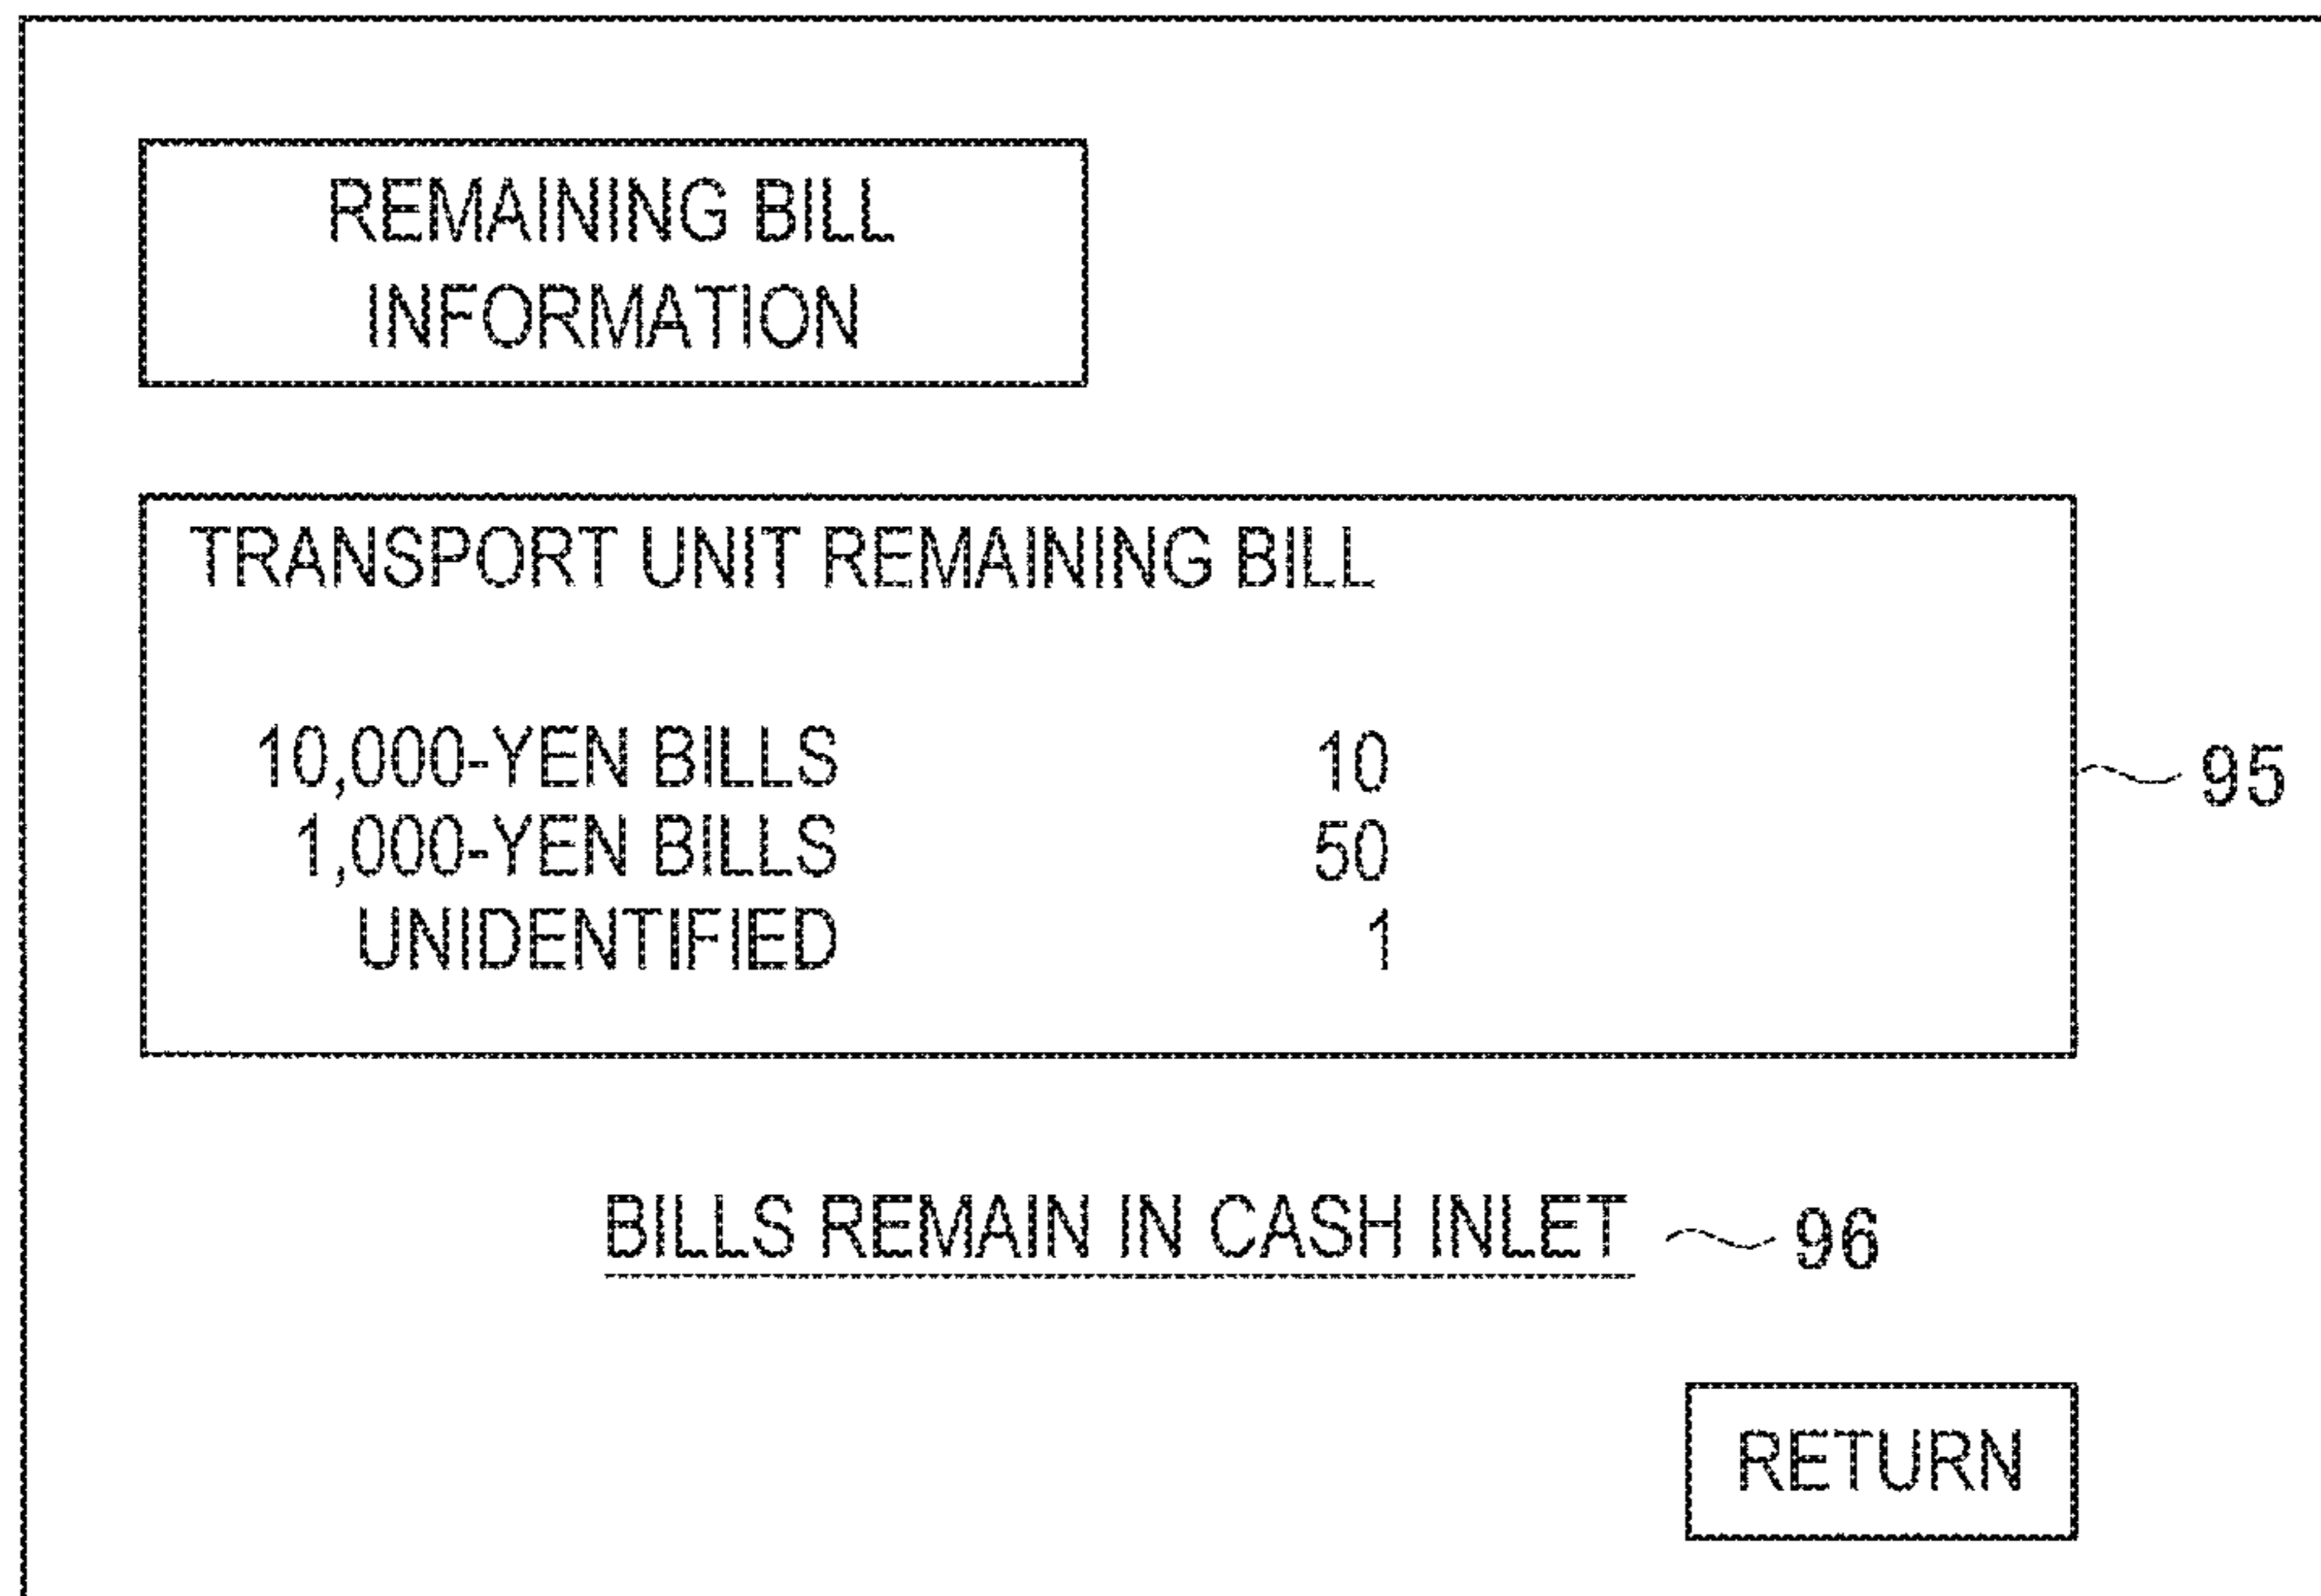 REMAINING BILL
INFORMATION
TRANSPORT UNIT REMAINING BILL
10,000-YEN BILLS 10
1,000-YEN BILLS 50
UNIDENTIFIED 1
95
BILLS REMAIN IN CASH INLET 96
RETURN